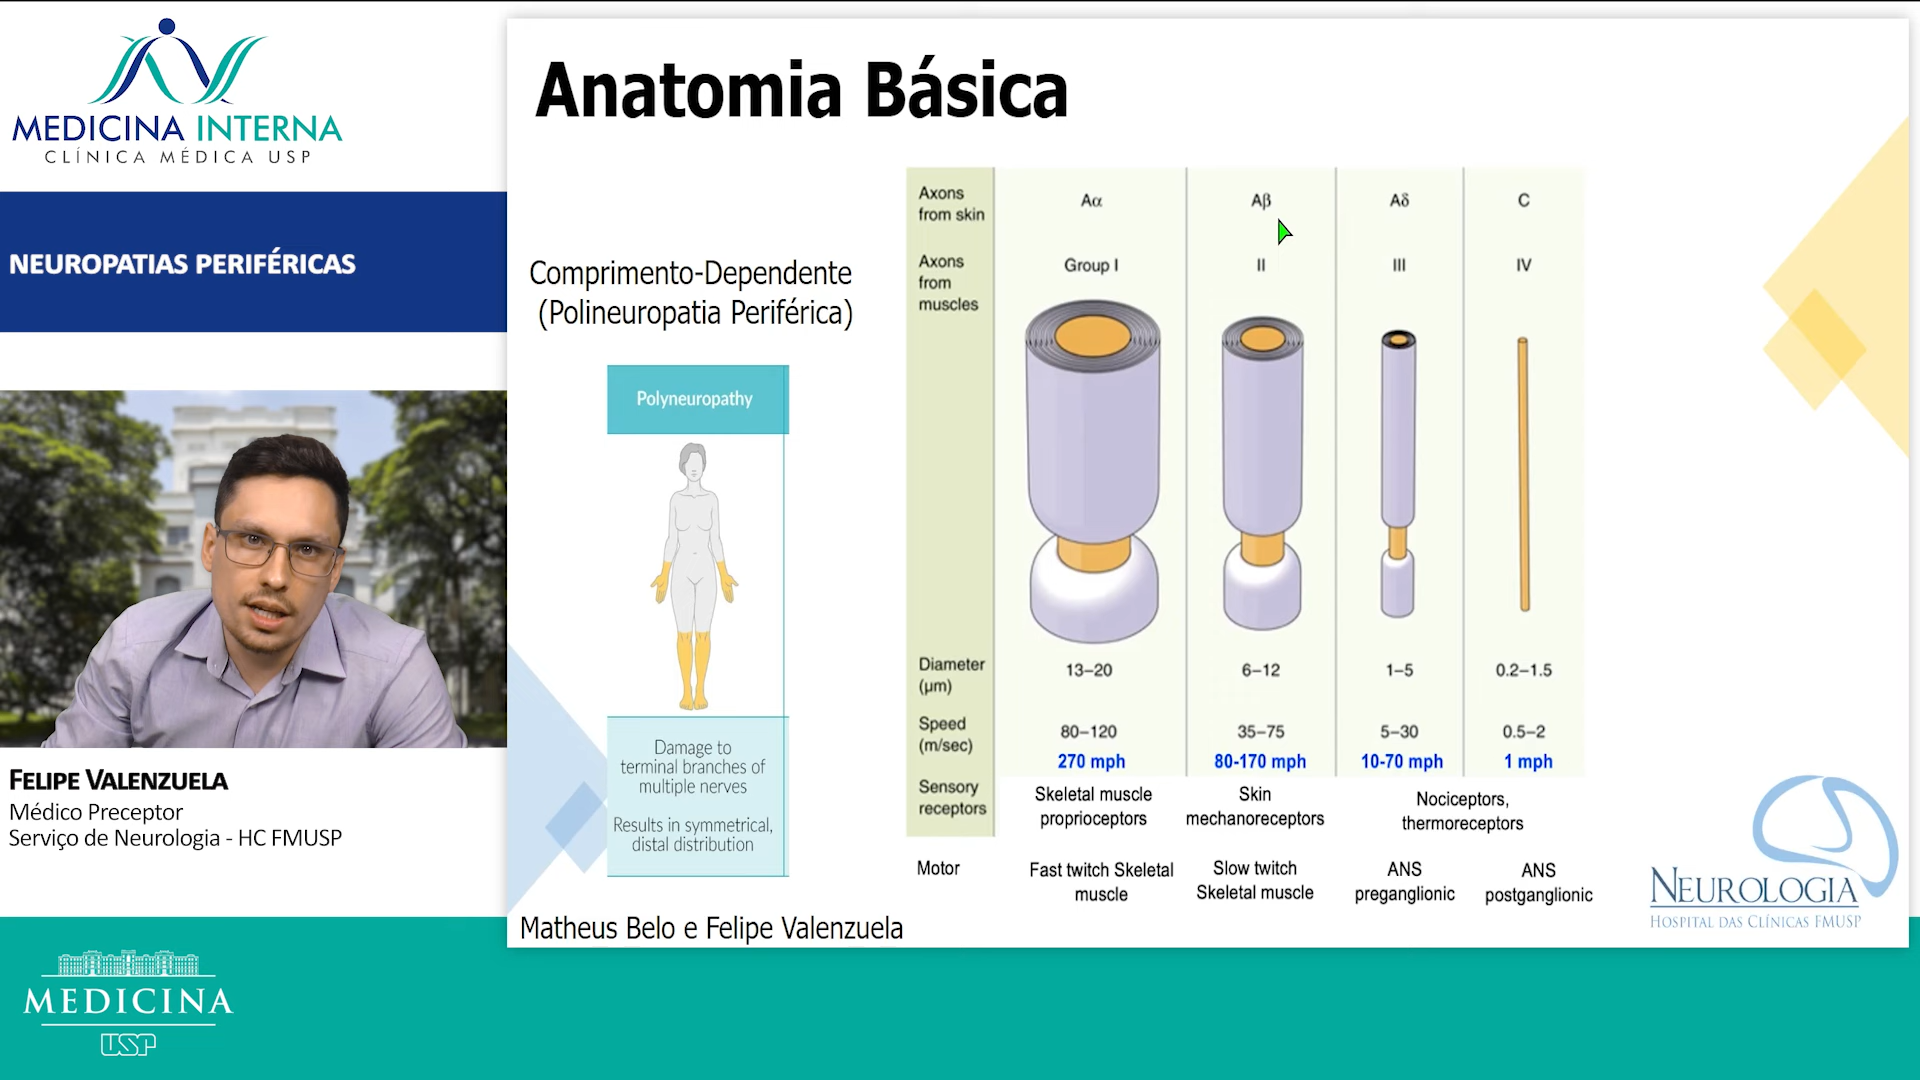 MEDICINA INTERNA
CLÍNICA MÉDICA USP
NEUROPATIAS PERIFÉRICAS
FELIPE VALENZUELA
Médico Preceptor
Serviço de Neurologia - HC FMUSP
MEDICINA
USP
Anatomia Básica
Comprimento-Dependente
(Polineuropatia Periférica)
Polyneuropathy
Damage to
terminal branches of
multiple nerves
Results in symmetrical,
distal distribution
Matheus Belo e Felipe Valenzuela
Axons
from skin
Aα
Aβ
Aδ
C
Axons
from
muscles
Group I
II
III
IV
Diameter
(μm)
13–20
6–12
1–5
0.2–1.5
Speed
(m/sec)
80–120
35–75
5–30
0.5–2
270 mph
80-170 mph
10-70 mph
1 mph
Sensory
receptors
Skeletal muscle
proprioceptors
Skin
mechanoreceptors
Nociceptors,
thermoreceptors
Motor
Fast twitch Skeletal
muscle
Slow twitch
Skeletal muscle
ANS
preganglionic
ANS
postganglionic
NEUROLOGIA
HOSPITAL DAS CLÍNICAS FMUSP